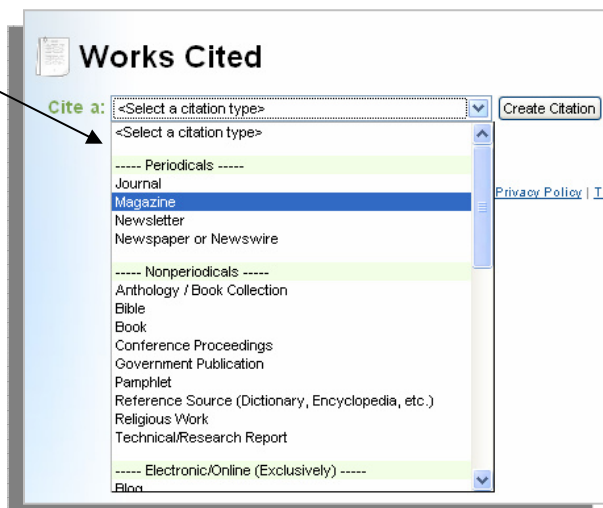 Works Cited
Cite a: <Select a citation type> Create Citation
<Select a citation type>
----- Periodicals -----
Journal
Magazine
Privacy Policy | T
Newsletter
Newspaper or Newswire
----- Nonperiodicals -----
Anthology / Book Collection
Bible
Book
Conference Proceedings
Government Publication
Pamphlet
Reference Source (Dictionary, Encyclopedia, etc.)
Religious Work
Technical/Research Report
----- Electronic/Online (Exclusively) -----
Blog